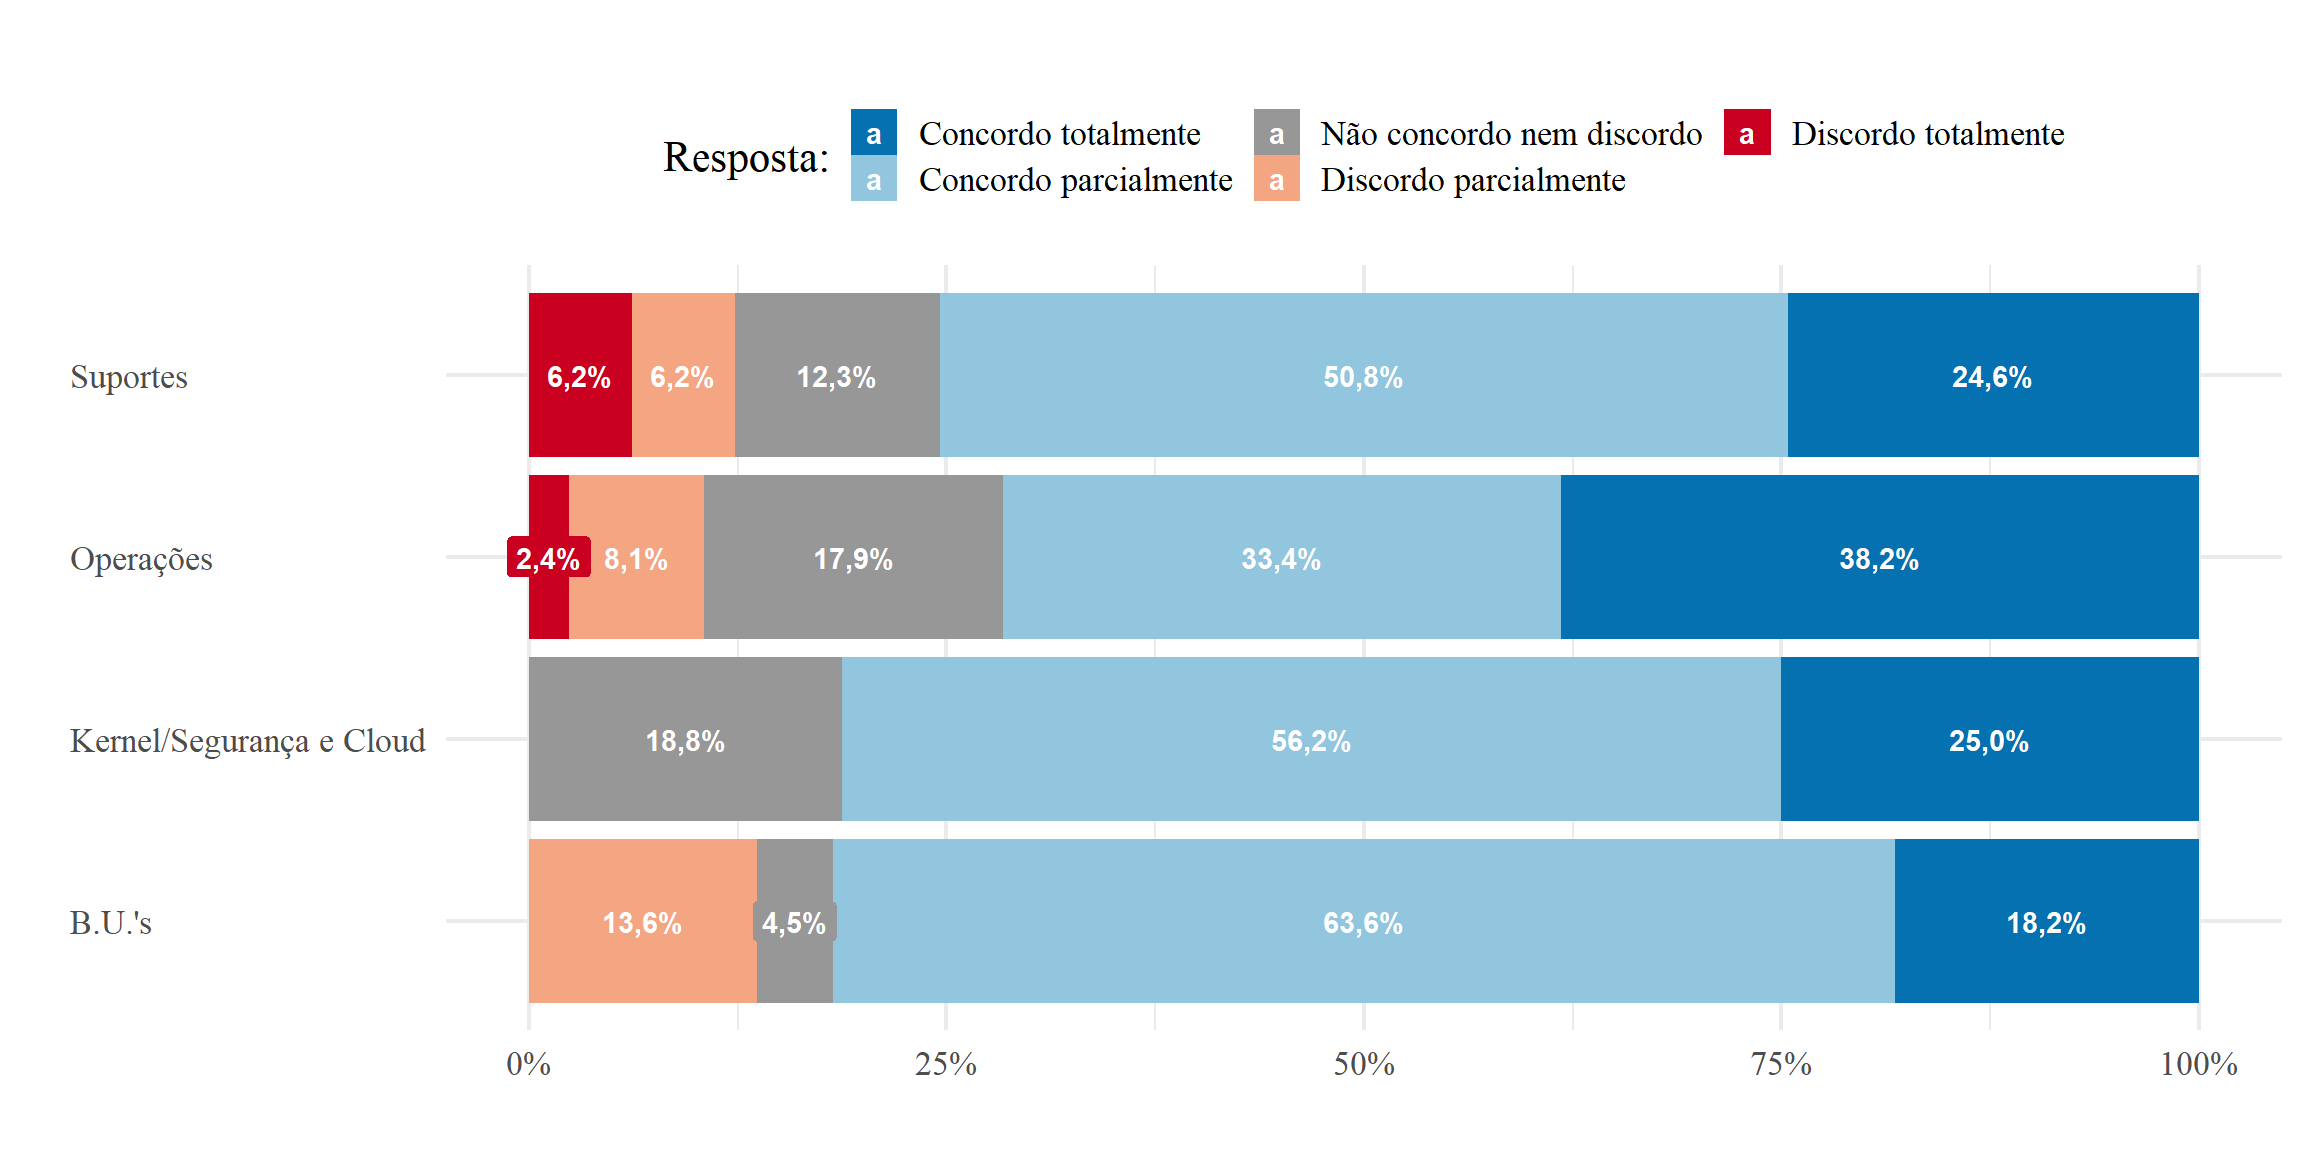 Resposta:
a Concordo totalmente
a Concordo parcialmente
a Não concordo nem discordo
a Discordo parcialmente
a Discordo totalmente
Suportes
6,2% 6,2% 12,3% 50,8% 24,6%
Operações
2,4% 8,1% 17,9% 33,4% 38,2%
Kernel/Segurança e Cloud
18,8% 56,2% 25,0%
B.U.'s
13,6% 4,5% 63,6% 18,2%
0% 25% 50% 75% 100%